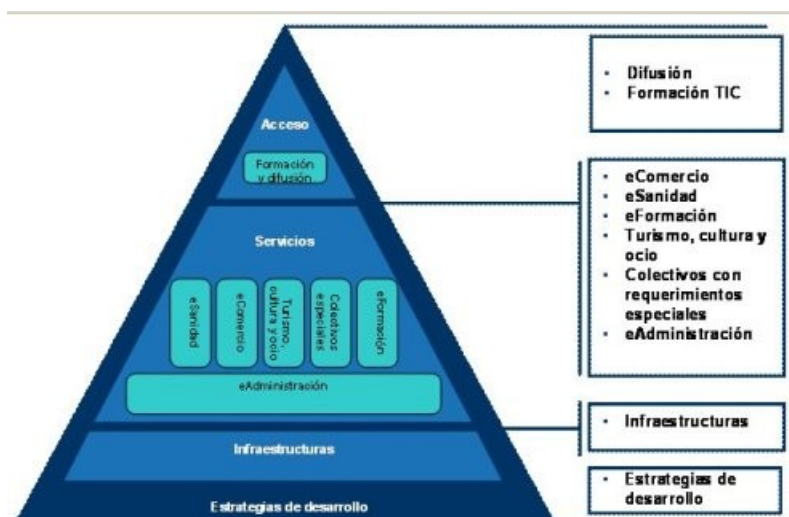 Acceso
Formación
y difusión
Servicios
eSanidad
eComercio
Turismo,
cultura y ocio
Colectivos
especiales
eFormación
eAdministración
Infraestructuras
Estrategias de desarrollo
• Difusión
• Formación TIC
• eComercio
• eSanidad
• eFormación
• Turismo, cultura y
ocio
• Colectivos con
requerimientos
especiales
• eAdministración
• Infraestructuras
• Estrategias de
desarrollo